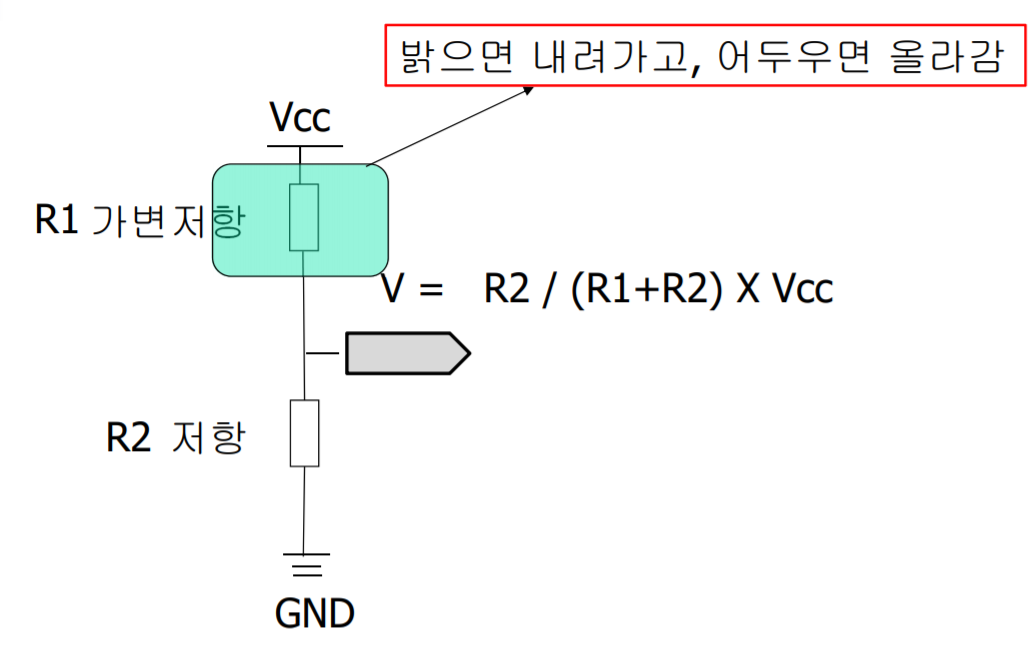 밝으면 내려가고, 어두우면 올라감
Vcc
R1 가변저항
V = R2 / (R1+R2) X Vcc
R2 저항
GND